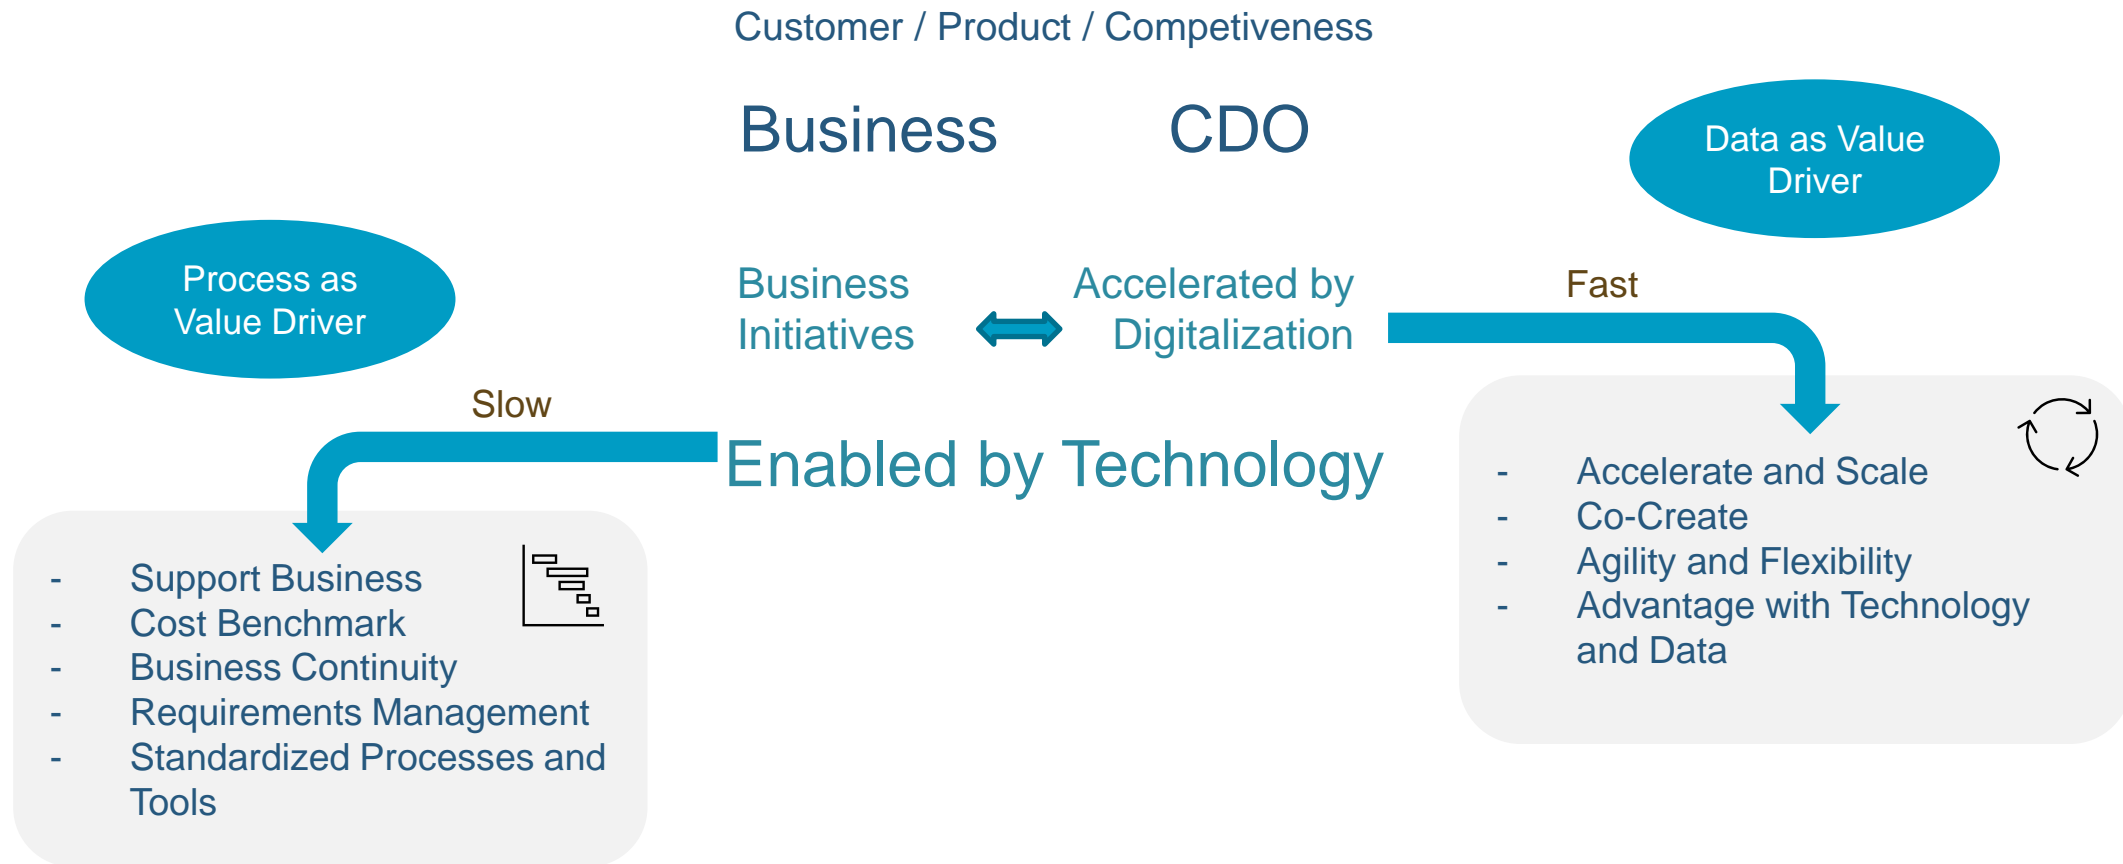 Customer / Product / Competiveness
Business CDO
Data as Value
Driver
Process as
Value Driver
Business
Initiatives
Accelerated by
Digitalization
Fast
Slow
Enabled by Technology
- Accelerate and Scale
- Co-Create
- Agility and Flexibility
- Advantage with Technology
and Data
- Support Business
- Cost Benchmark
- Business Continuity
- Requirements Management
- Standardized Processes and
Tools